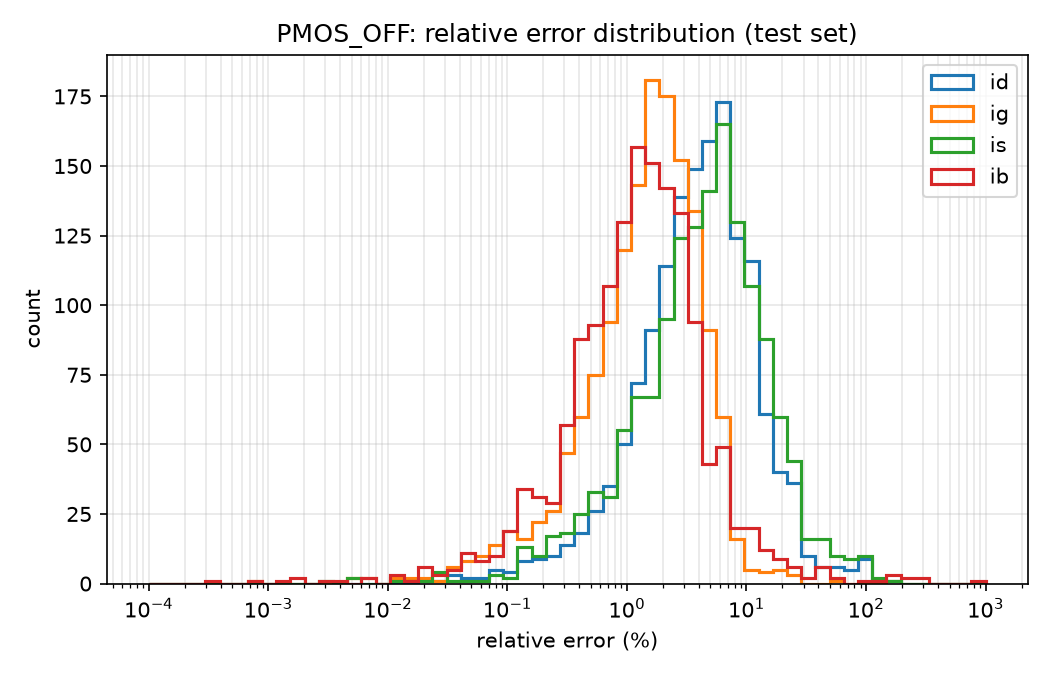 PMOS_OFF: relative error distribution (test set)
id
ig
is
ib
175
150
125
100
75
50
25
0
count
10⁻⁴ 10⁻³ 10⁻² 10⁻¹ 10⁰ 10¹ 10² 10³
relative error (%)